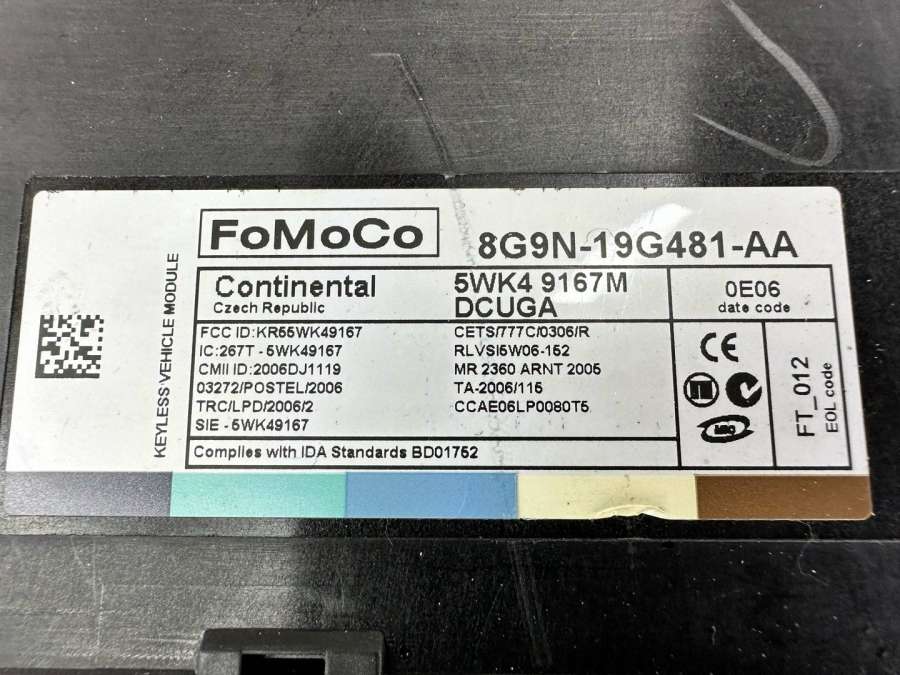 FoMoCo
8G9N-19G481-AA
KEYLESS VEHICLE MODULE
Continental
Czech Republic
5WK4 9167M
DCUGA
0E06
date code
FCC ID:KR55WK49167
IC:267T - 5WK49167
CMII ID:2006DJ1119
03272/POSTEL/2006
TRC/LPD/2006/2
SIE - 5WK49167
CETS/777C/0306/R
RLVSI5W06-152
MR 2360 ARNT 2005
TA-2006/115
CCAE06LP0080T5
CE
FT_012
EOL code
Complies with IDA Standards BD01752